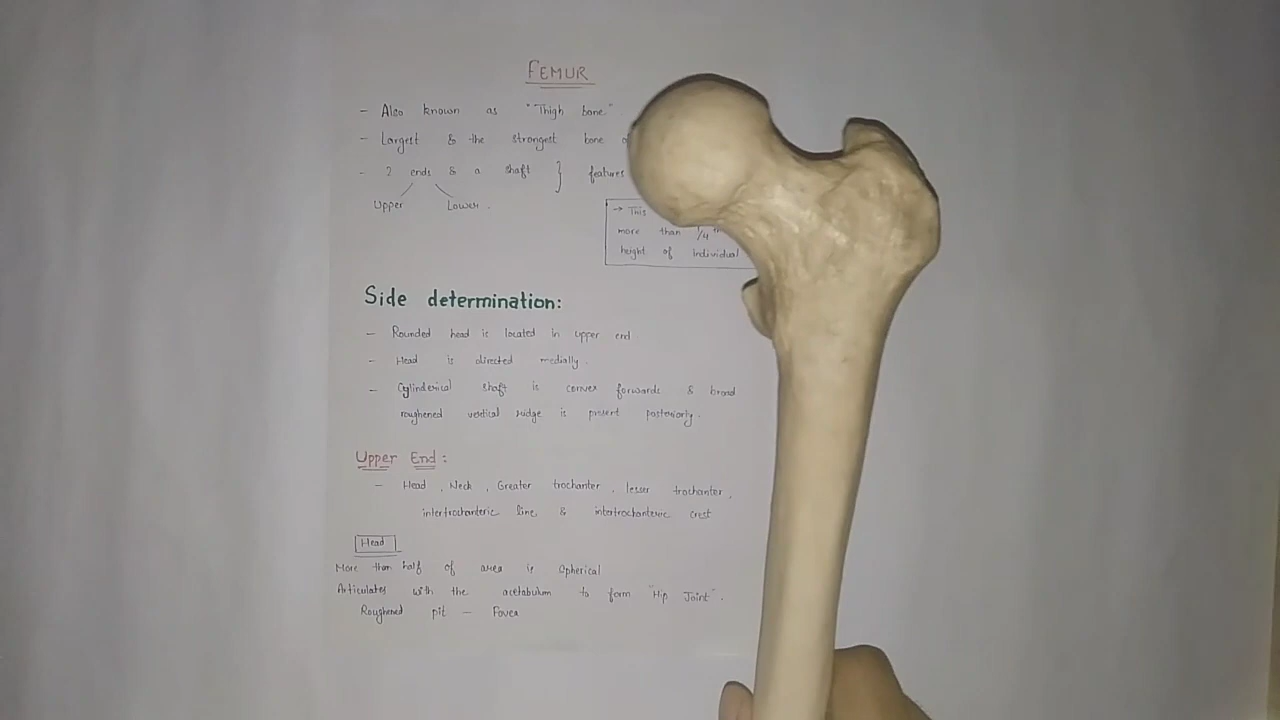 FEMUR
- Also known as "Thigh bone"
- Largest & the strongest bone
- 2 ends & a shaft } features
Upper Lower.
→ This
more than 1/4 th
height of individual
Side determination:
- Rounded head is located in upper end
- Head is directed medially.
- Cylinderical shaft is convex forwards & broad
roughened vertical ridge is present posteriorly.
Upper End:
- Head, Neck, Greater trochanter, lesser trochanter,
intertrochanteric line & intertrochanteric crest
Head
More than half of area is Spherical
Articulates with the acetabulum to form "Hip Joint".
Roughened pit - Fovea